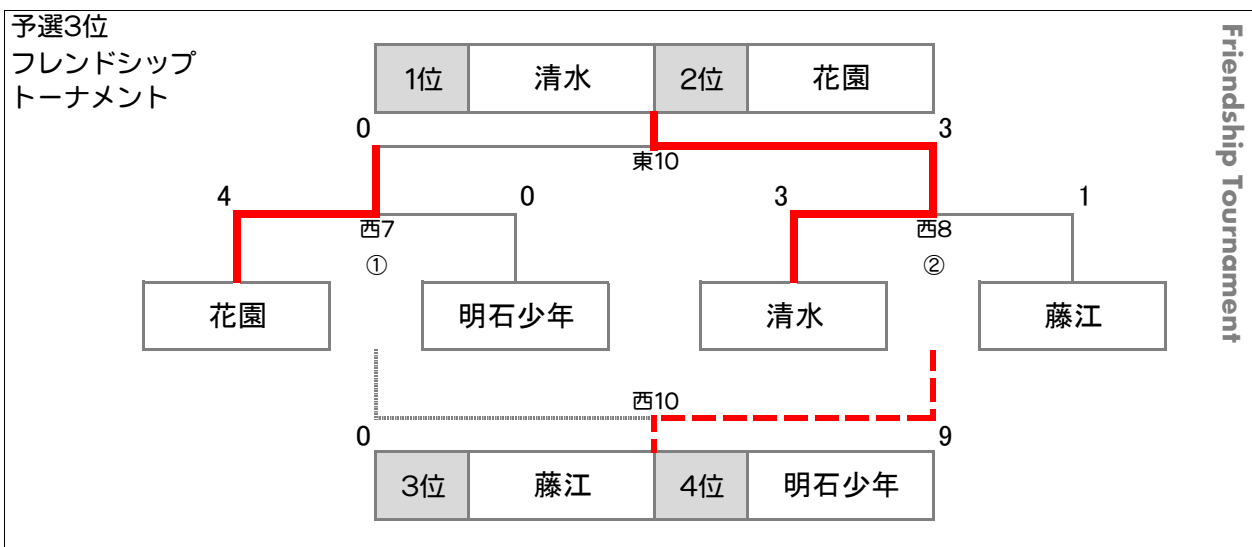 予選3位
フレンドシップ
トーナメント
Friendship Tournament
1位 清水 2位 花園
0 3
東10
4 0 3 1
西7 西8
① ②
花園 明石少年 清水 藤江
西10
0 9
3位 藤江 4位 明石少年